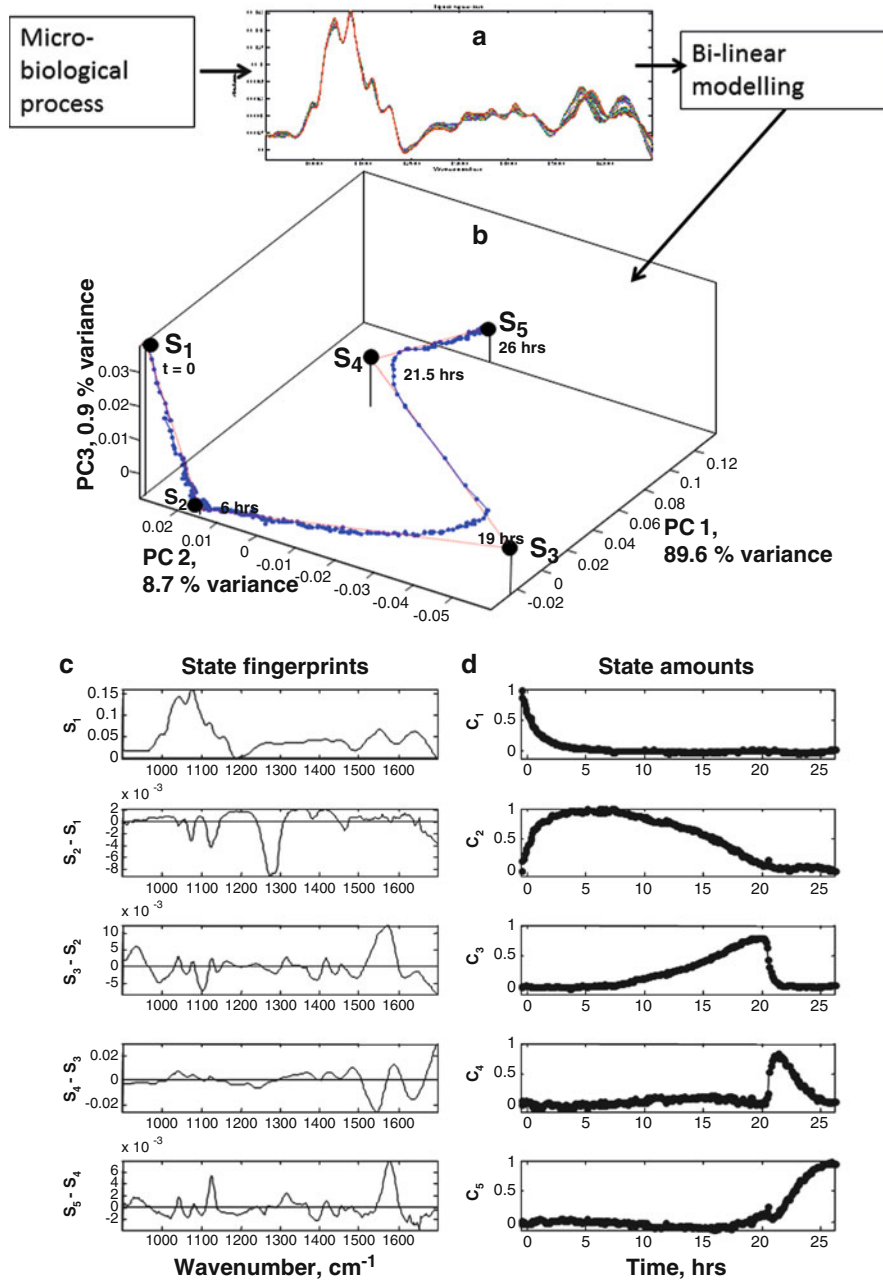 Micro-
biological
process
a
Bi-linear
modelling
10000 11000
b
S1
t = 0
S2
6 hrs
S3
19 hrs
S4
21.5 hrs
S5
26 hrs
PC3, 0.9 % variance
0.03
0.02
0.01
0
PC 2,
8.7 % variance
0.02
0.01
0
-0.01
-0.02
-0.03
-0.04
-0.05
PC 1,
89.6 % variance
0.12
0.1
0.08
0.06
0.04
0.02
0
-0.02
c State fingerprints
S1
0.15
0.1
0.05
0
1000 1100 1200 1300 1400 1500 1600
x 10 -3
S2 - S1
2
0
-2
-4
-6
-8
1000 1100 1200 1300 1400 1500 1600
x 10 -3
S3 - S2
10
5
0
-5
1000 1100 1200 1300 1400 1500 1600
S4 - S3
0.02
0
-0.02
1000 1100 1200 1300 1400 1500 1600
x 10 -3
S5 - S4
6
4
2
0
-2
1000 1100 1200 1300 1400 1500 1600
Wavenumber, cm-1
d State amounts
C1
1
0.5
0
0 5 10 15 20 25
C2
1
0.5
0
0 5 10 15 20 25
C3
1
0.5
0
0 5 10 15 20 25
C4
1
0.5
0
0 5 10 15 20 25
C5
1
0.5
0
0 5 10 15 20 25
Time, hrs